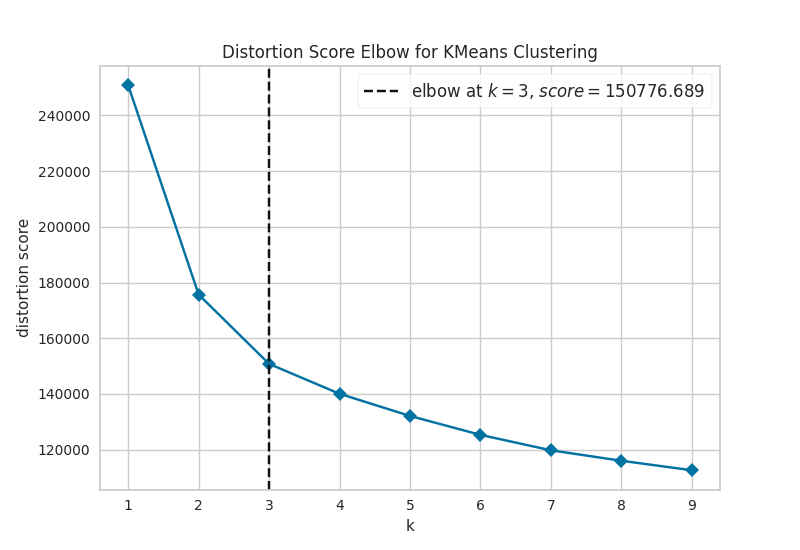 Distortion Score Elbow for KMeans Clustering
elbow at k = 3, score = 150776.689
distortion score
240000
220000
200000
180000
160000
140000
120000
1 2 3 4 5 6 7 8 9
k